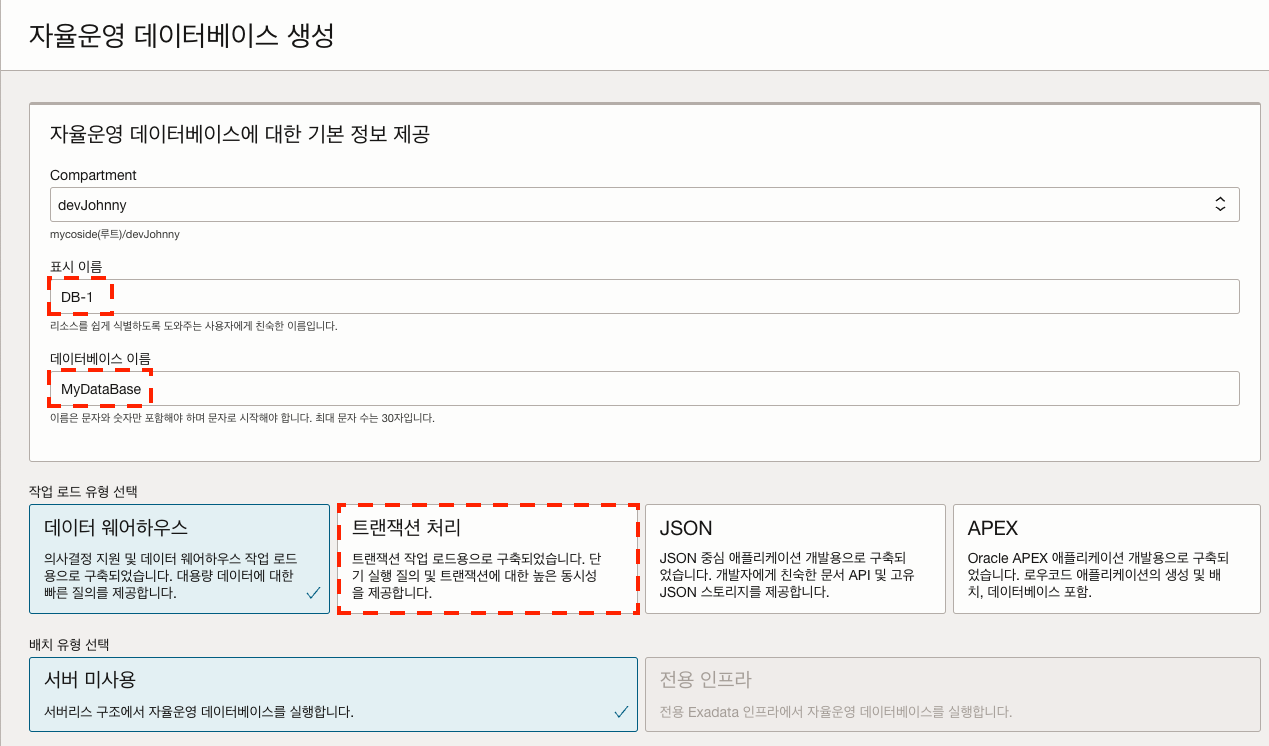 자율운영 데이터베이스 생성
자율운영 데이터베이스에 대한 기본 정보 제공
Compartment
devJohnny
mycoside(루트)/devJohnny
표시 이름
DB-1
리소스를 쉽게 식별하도록 도와주는 사용자에게 친숙한 이름입니다.
데이터베이스 이름
MyDataBase
이름은 문자와 숫자만 포함해야 하며 문자로 시작해야 합니다. 최대 문자 수는 30자입니다.
작업 로드 유형 선택
데이터 웨어하우스
의사결정 지원 및 데이터 웨어하우스 작업 로드
용으로 구축되었습니다. 대용량 데이터에 대한
빠른 질의를 제공합니다.
트랜잭션 처리
트랜잭션 작업 로드용으로 구축되었습니다. 단
기 실행 질의 및 트랜잭션에 대한 높은 동시성
을 제공합니다.
JSON
JSON 중심 애플리케이션 개발용으로 구축되
었습니다. 개발자에게 친숙한 문서 API 및 고유
JSON 스토리지를 제공합니다.
APEX
Oracle APEX 애플리케이션 개발용으로 구축되
었습니다. 로우코드 애플리케이션의 생성 및 배
치, 데이터베이스 포함.
배치 유형 선택
서버 미사용
서버리스 구조에서 자율운영 데이터베이스를 실행합니다.
전용 인프라
전용 Exadata 인프라에서 자율운영 데이터베이스를 실행합니다.